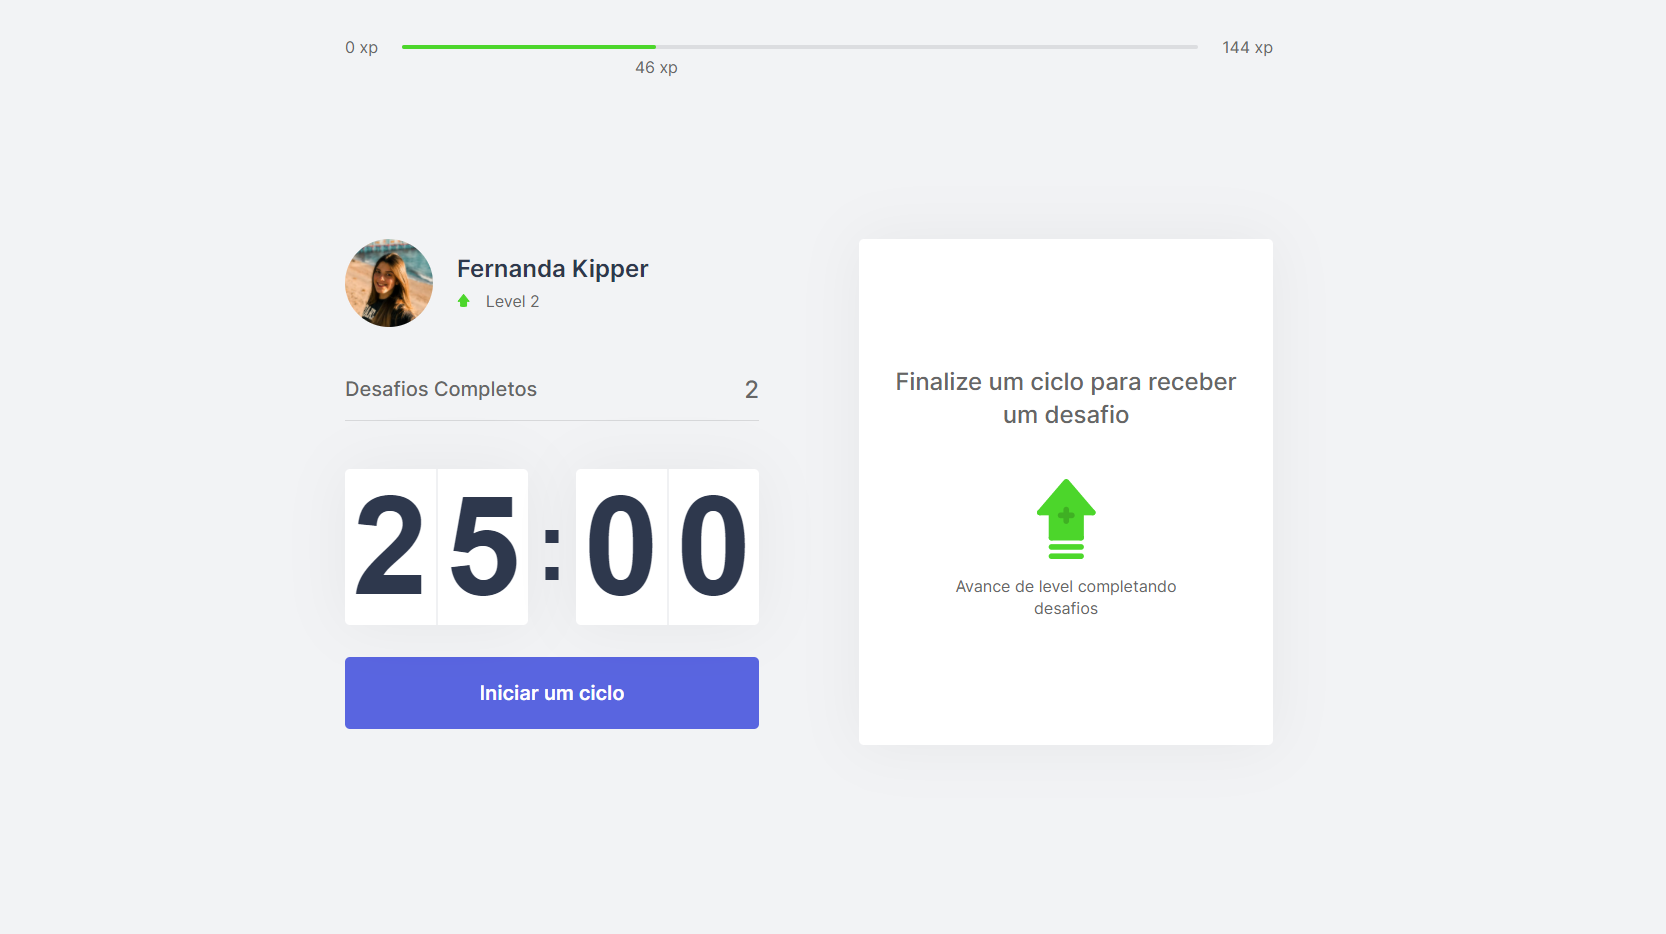 0 xp
144 xp
46 xp
Fernanda Kipper
Level 2
Desafios Completos 2
25:00
Iniciar um ciclo
Finalize um ciclo para receber
um desafio
Avance de level completando
desafios